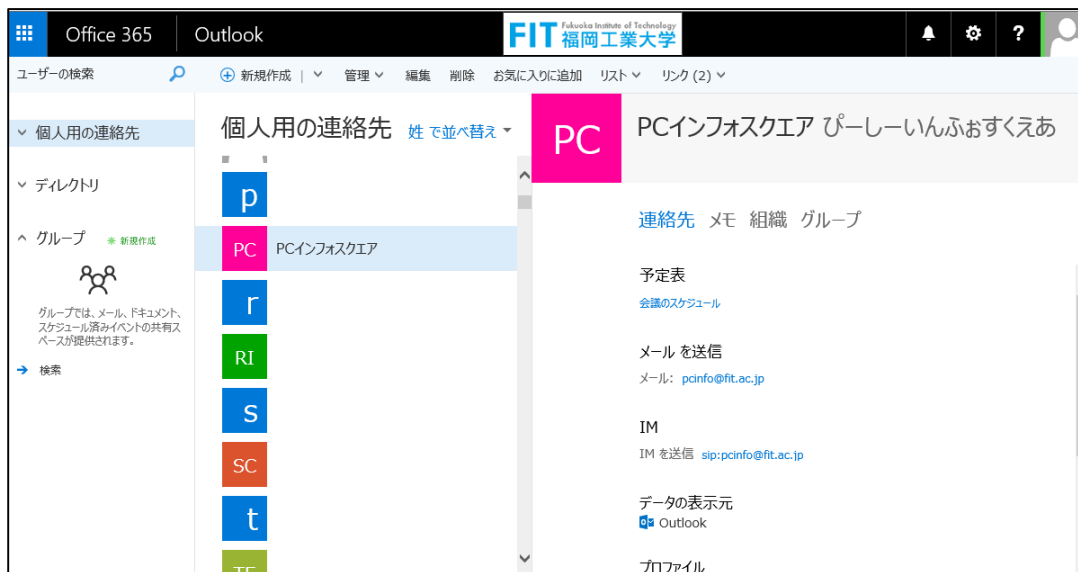 Office 365
Outlook
FIT Fukuoka Institute of Technology
福岡工業大学
?
ユーザーの検索
新規作成 | 管理 編集 削除 お気に入りに追加 リスト リンク (2)
個人用の連絡先
ディレクトリ
グループ
新規作成
グループでは、メール、ドキュメント、
スケジュール済みイベントの共有ス
ペースが提供されます。
検索
個人用の連絡先 姓 で並べ替え
p
PC PCインフォスクエア
r
RI
s
SC
t
TE
PC
PCインフォスクエア ぴーしーいんふぉすくえあ
連絡先 メモ 組織 グループ
予定表
会議のスケジュール
メール を送信
メール: pcinfo@fit.ac.jp
IM
IM を送信 sip:pcinfo@fit.ac.jp
データの表示元
Outlook
プロファイル